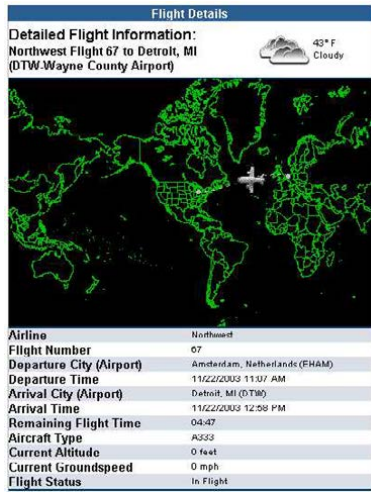 Flight Details
Detailed Flight Information:
Northwest Flight 67 to Detroit, MI
(DTW-Wayne County Airport)
43° F
Cloudy
Airline Northwest
Flight Number 67
Departure City (Airport) Amsterdam, Netherlands (EHAM)
Departure Time 11/22/2003 11:07 AM
Arrival City (Airport) Detroit, MI (DTW)
Arrival Time 11/22/2003 12:58 PM
Remaining Flight Time 04:47
Aircraft Type A333
Current Altitude 0 feet
Current Groundspeed 0 mph
Flight Status In Flight